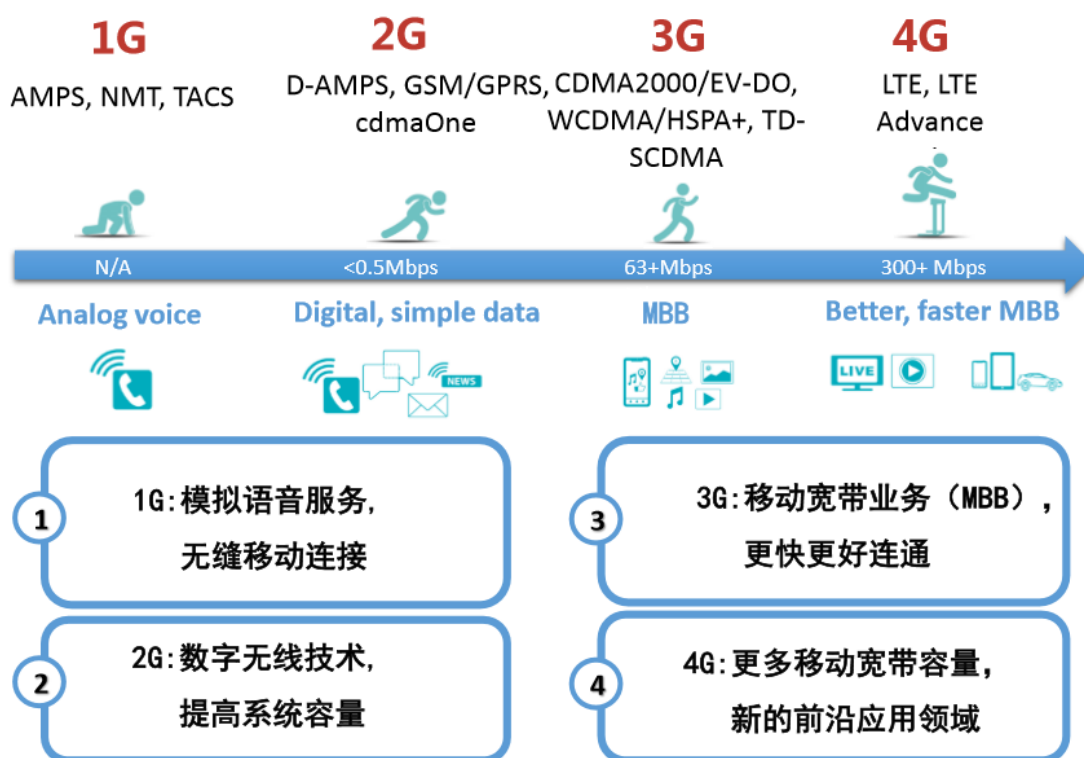 1G
2G
3G
4G
AMPS, NMT, TACS
D-AMPS, GSM/GPRS,
cdmaOne
CDMA2000/EV-DO,
WCDMA/HSPA+, TD-
SCDMA
LTE, LTE
Advance
N/A
<0.5Mbps
63+Mbps
300+ Mbps
Analog voice
Digital, simple data
MBB
Better, faster MBB
NEWS
LIVE
1
1G:模拟语音服务,
无缝移动连接
2
2G:数字无线技术,
提高系统容量
3
3G:移动宽带业务（MBB）,
更快更好连通
4
4G:更多移动宽带容量,
新的前沿应用领域